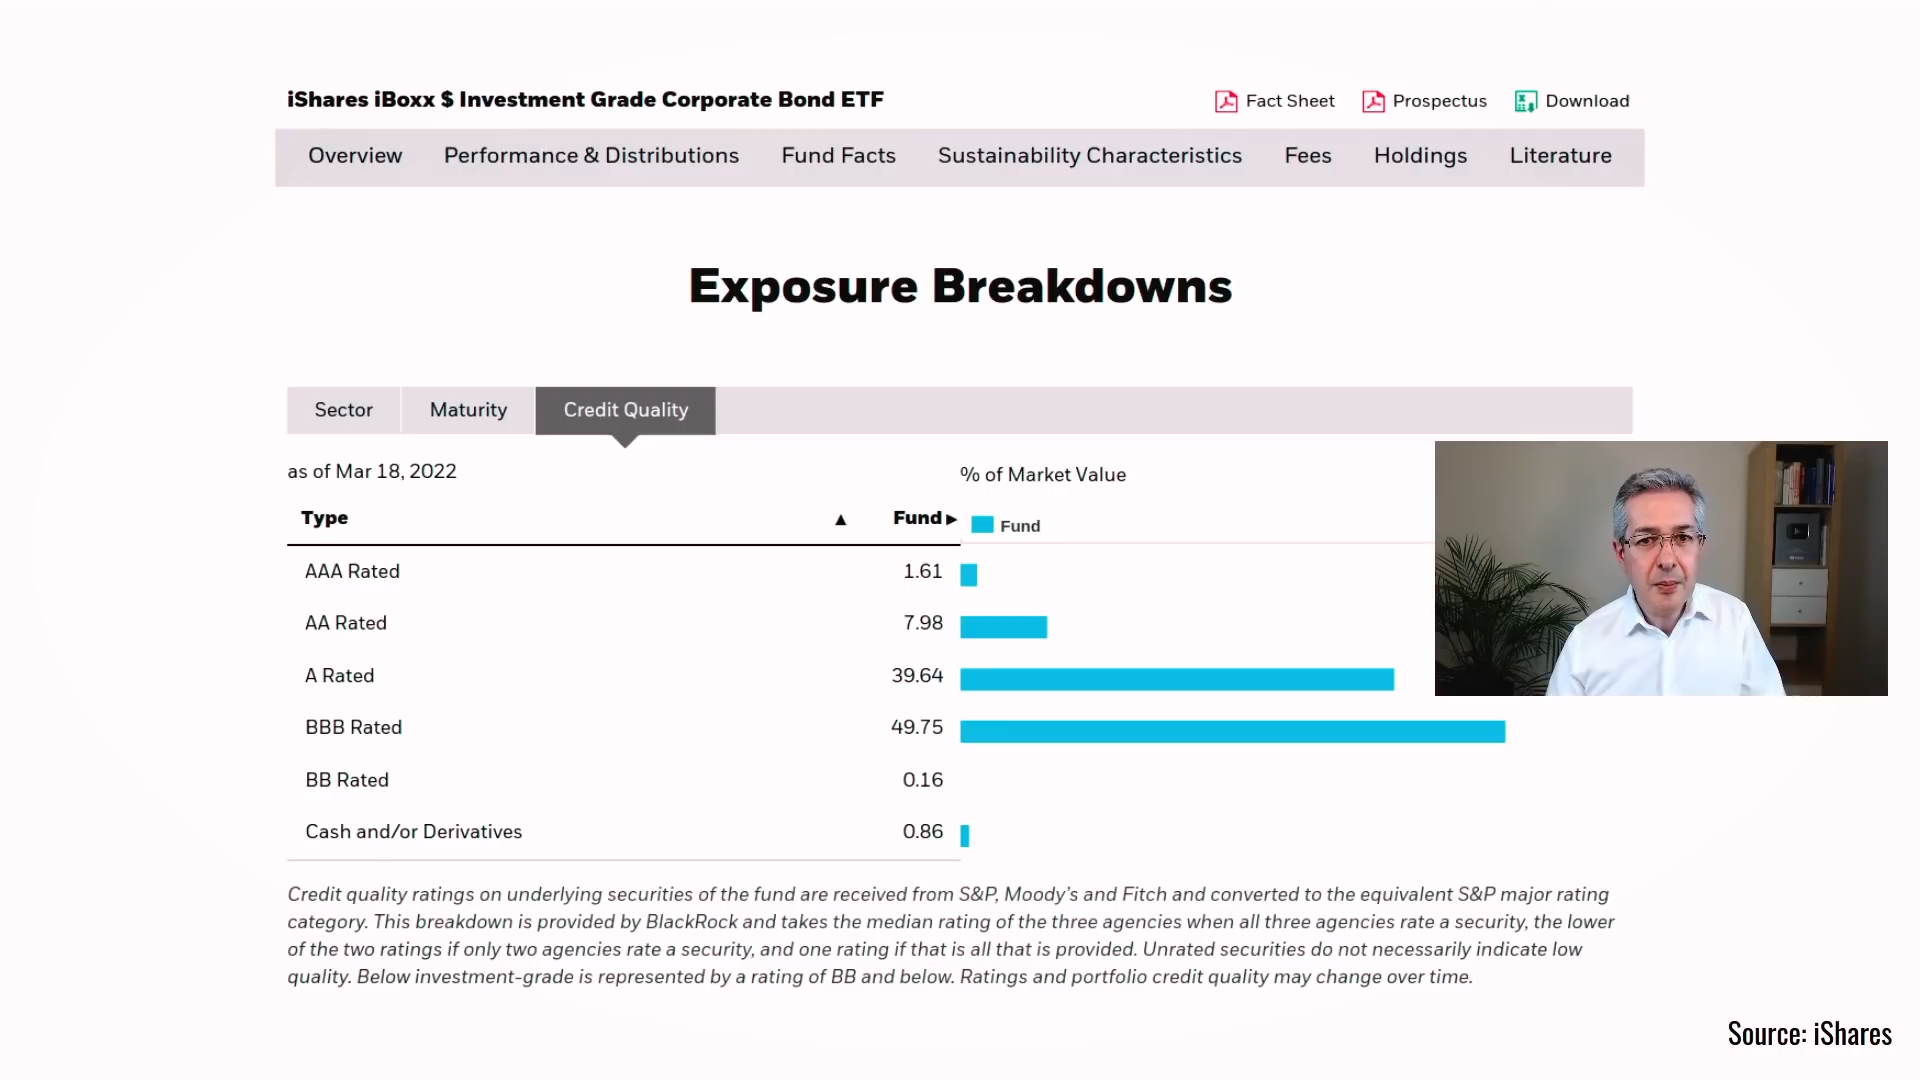 iShares iBoxx $ Investment Grade Corporate Bond ETF
Fact Sheet Prospectus Download
Overview Performance & Distributions Fund Facts Sustainability Characteristics Fees Holdings Literature
Exposure Breakdowns
Sector Maturity Credit Quality
as of Mar 18, 2022
% of Market Value
Type ▲ Fund ▶
Fund
AAA Rated 1.61
AA Rated 7.98
A Rated 39.64
BBB Rated 49.75
BB Rated 0.16
Cash and/or Derivatives 0.86
Credit quality ratings on underlying securities of the fund are received from S&P, Moody's and Fitch and converted to the equivalent S&P major rating
category. This breakdown is provided by BlackRock and takes the median rating of the three agencies when all three agencies rate a security, the lower
of the two ratings if only two agencies rate a security, and one rating if that is all that is provided. Unrated securities do not necessarily indicate low
quality. Below investment-grade is represented by a rating of BB and below. Ratings and portfolio credit quality may change over time.
Source: iShares